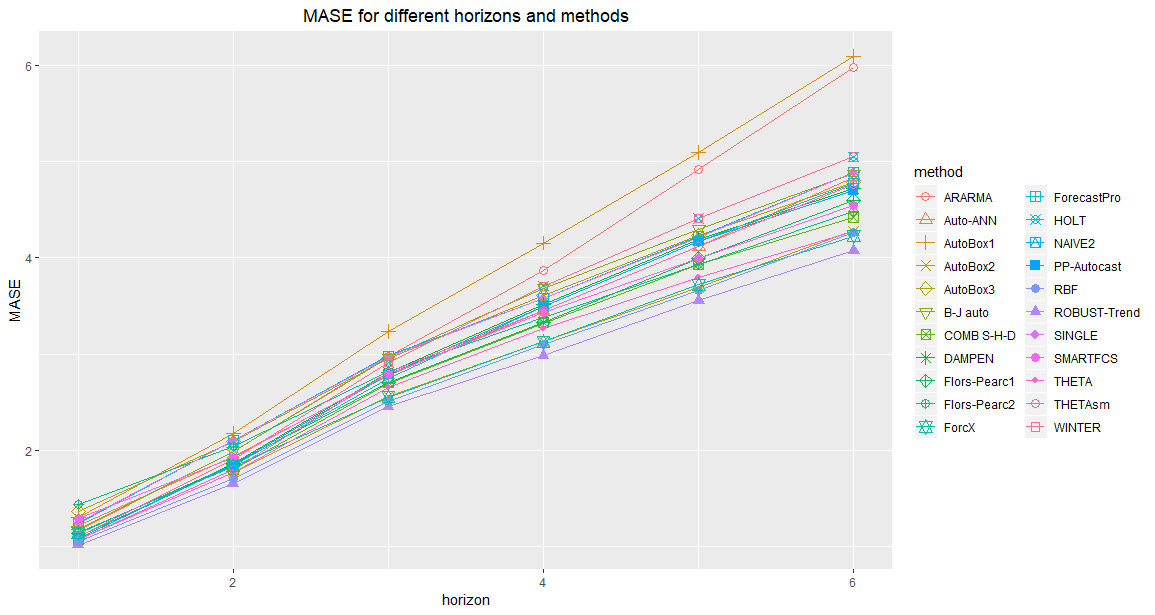 MASE for different horizons and methods
MASE
6
4
2
2
4
6
horizon
method
ARARMA
Auto-ANN
AutoBox1
AutoBox2
AutoBox3
B-J auto
COMB S-H-D
DAMPEN
Flors-Pearc1
Flors-Pearc2
ForcX
ForecastPro
HOLT
NAIVE2
PP-Autocast
RBF
ROBUST-Trend
SINGLE
SMARTFCS
THETA
THETAsm
WINTER